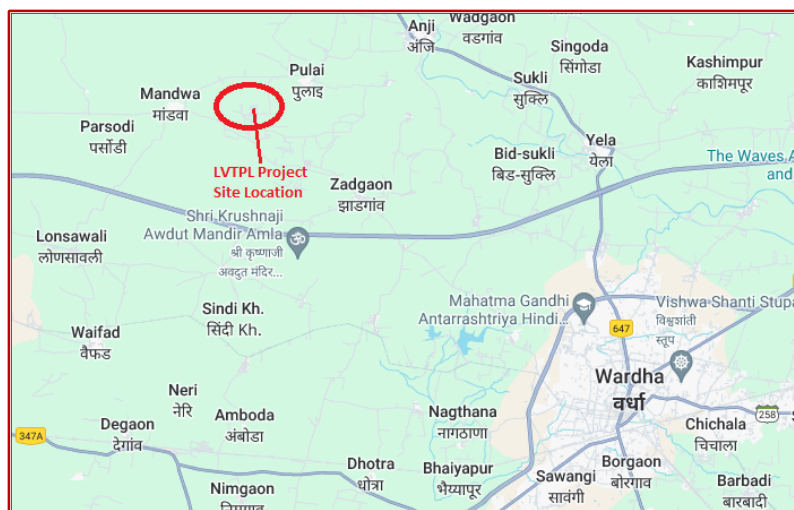 Anji
अंजि
Wadgaon
वडगांव
Singoda
सिंगोडा
Kashimpur
काशिमपूर
Pulai
पुलाइ
Sukli
सुक्लि
Mandwa
मांडवा
Parsodi
पर्सोडी
Yela
येला
LVTPL Project
Site Location
Bid-sukli
बिड-सुक्लि
The Waves A
and
Zadgaon
झाडगांव
Shri Krushnaji
Awdut Mandir Amla
श्री कृष्णाजी
अवदुत मंदिर...
Lonsawali
लोणसावली
Sindi Kh.
सिंदी Kh.
Mahatma Gandhi
Antarrashtriya Hindi...
Vishwa Shanti Stupa
विश्वशांती
स्तूप
647
Waifad
वैफड
Wardha
वर्धा
Neri
नेरि
Degaon
देगांव
Amboda
अंबोडा
Nagthana
नागठाणा
258
Chichala
चिचाला
347A
Dhotra
धोत्रा
Bhaiyapur
भैय्यापूर
Borgaon
बोरगाव
Sawangi
सावंगी
Barbadi
बारबादी
Nimgaon